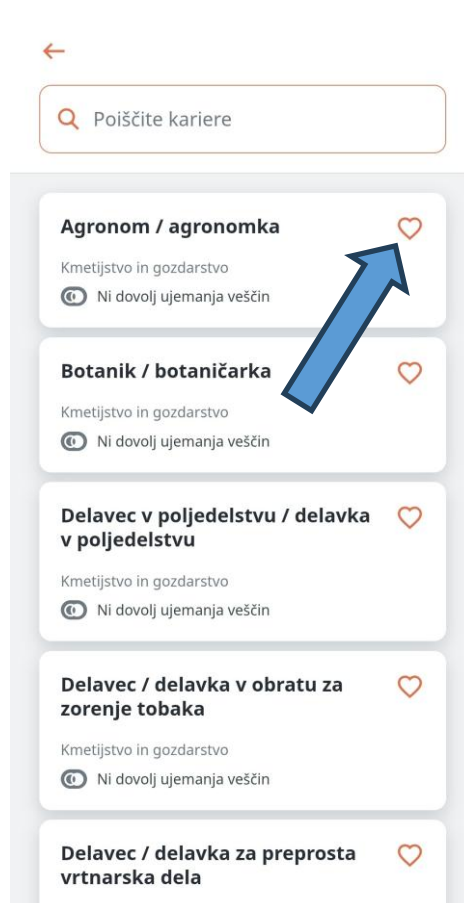 Poiščite kariere
Agronom / agronomka
Kmetijstvo in gozdarstvo
Ni dovolj ujemanja veščin
Botanik / botaničarka
Kmetijstvo in gozdarstvo
Ni dovolj ujemanja veščin
Delavec v poljedelstvu / delavka
v poljedelstvu
Kmetijstvo in gozdarstvo
Ni dovolj ujemanja veščin
Delavec / delavka v obratu za
zorenje tobaka
Kmetijstvo in gozdarstvo
Ni dovolj ujemanja veščin
Delavec / delavka za preprosta
vrtnarska dela